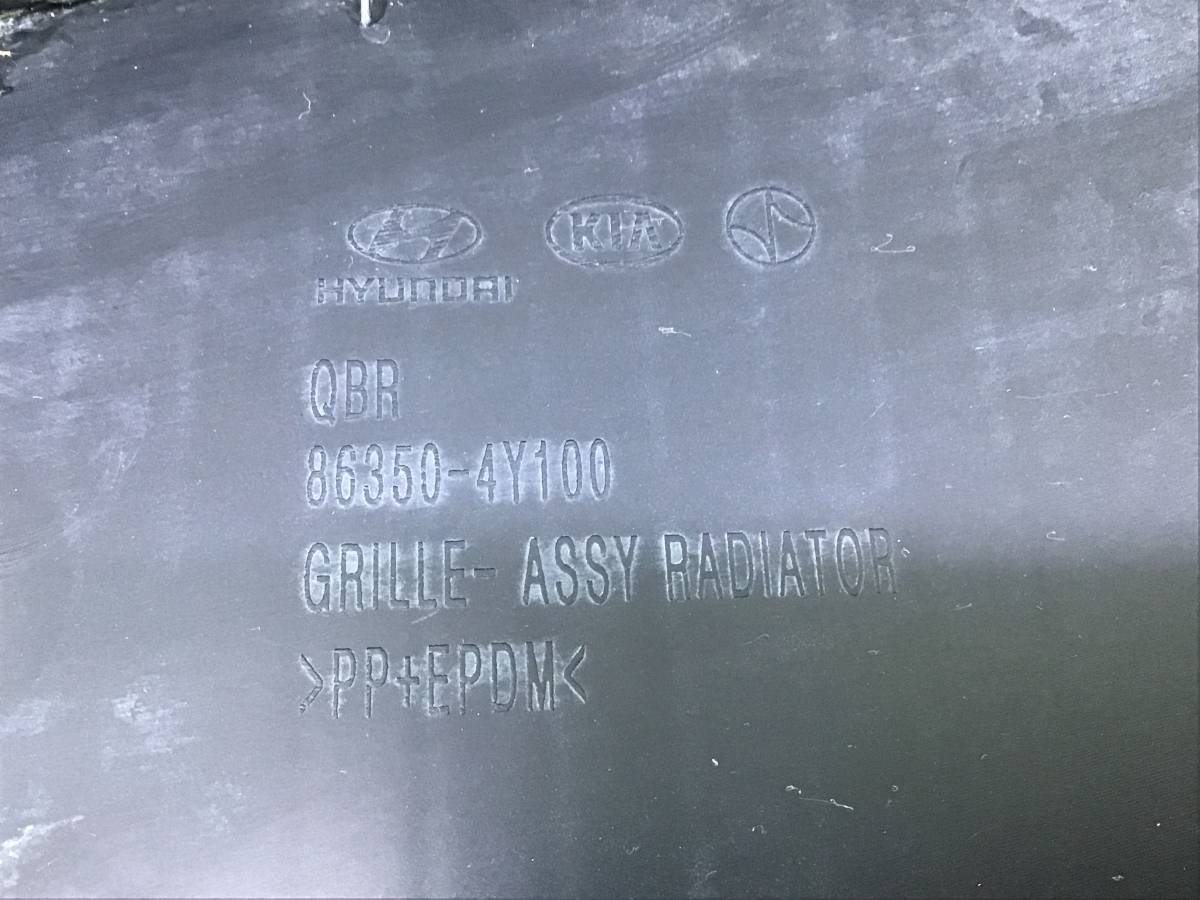 KIA
HYUNDAI
QBR
86350-4Y100
GRILLE- ASSY RADIATOR
>PP+EPDM<